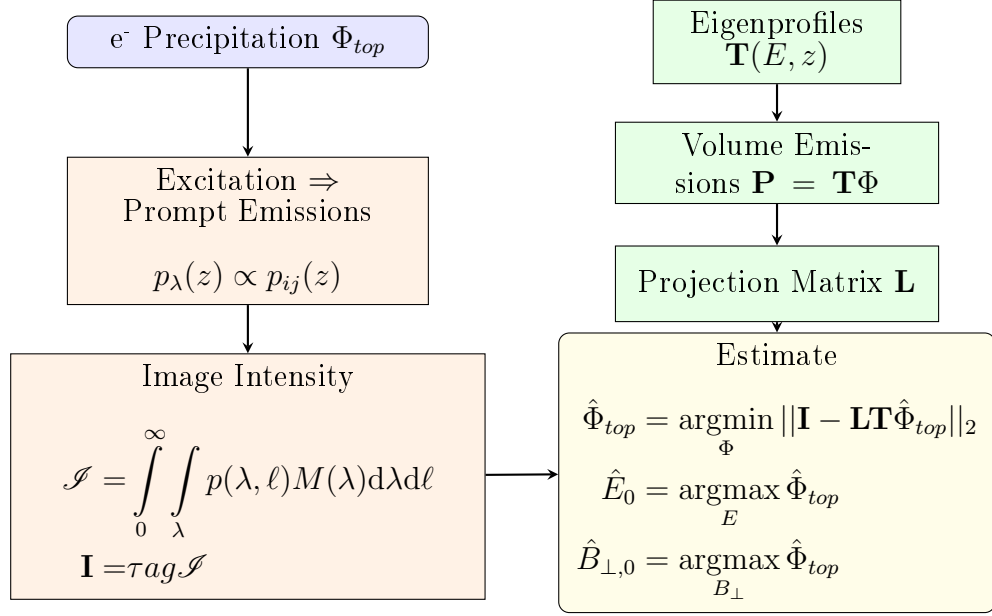 e- Precipitation Φ_top
Excitation ⇒
Prompt Emissions
p_λ(z) ∝ p_ij(z)
Image Intensity
ℐ = ∫_0^∞ ∫_λ p(λ, ℓ)M(λ)dλdℓ
I = τagℐ
Eigenprofiles
T(E, z)
Volume Emis-
sions P = TΦ
Projection Matrix L
Estimate
Φ̂_top = argmin_Φ ||I − LTΦ̂_top||_2
Ê_0 = argmax_E Φ̂_top
B̂_⊥,0 = argmax_B⊥ Φ̂_top